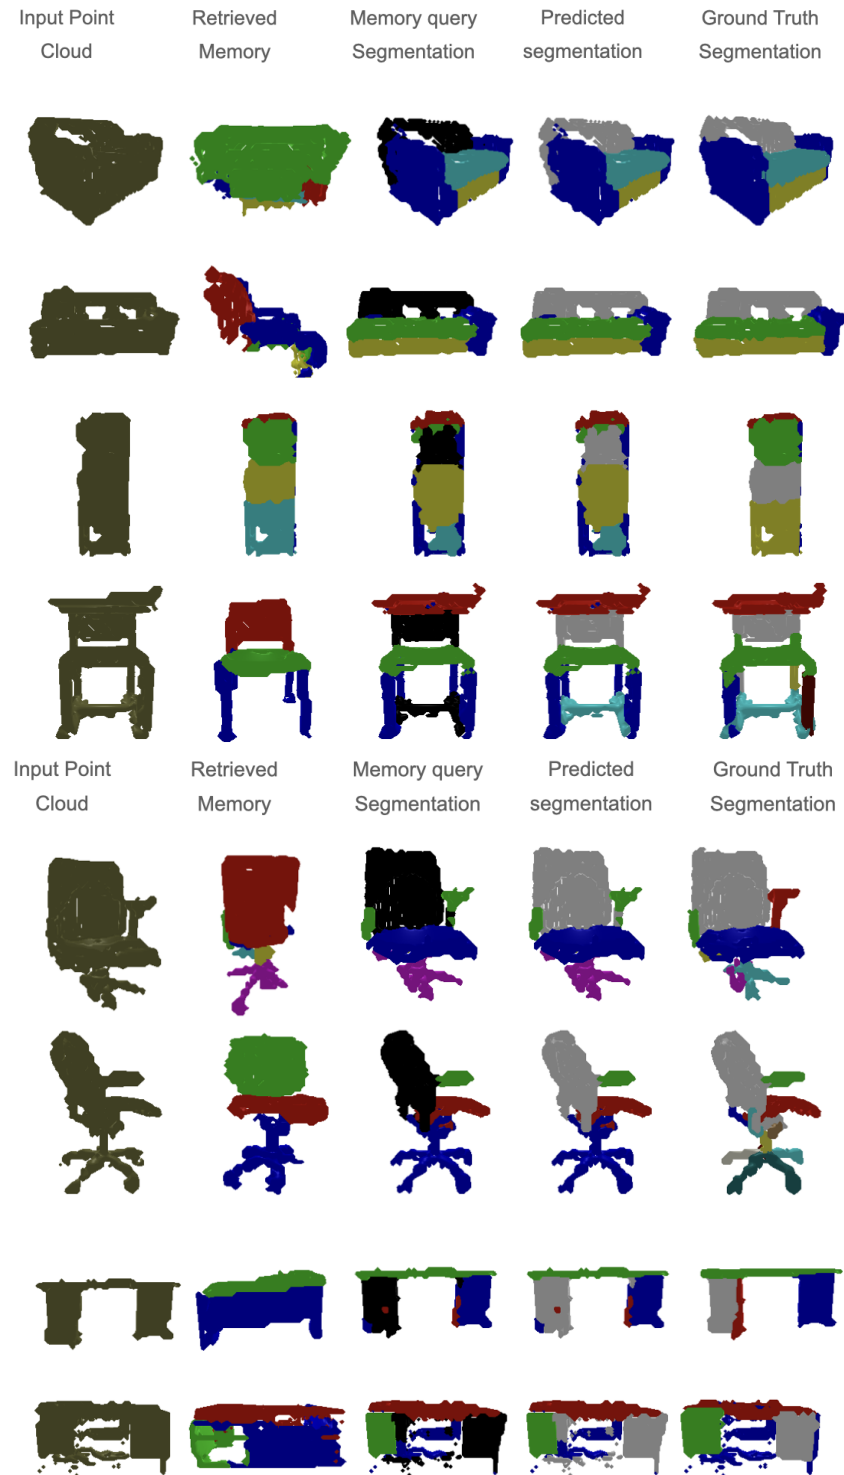 Input Point Retrieved Memory query Predicted Ground Truth
Cloud Memory Segmentation segmentation Segmentation
Input Point Retrieved Memory query Predicted Ground Truth
Cloud Memory Segmentation segmentation Segmentation